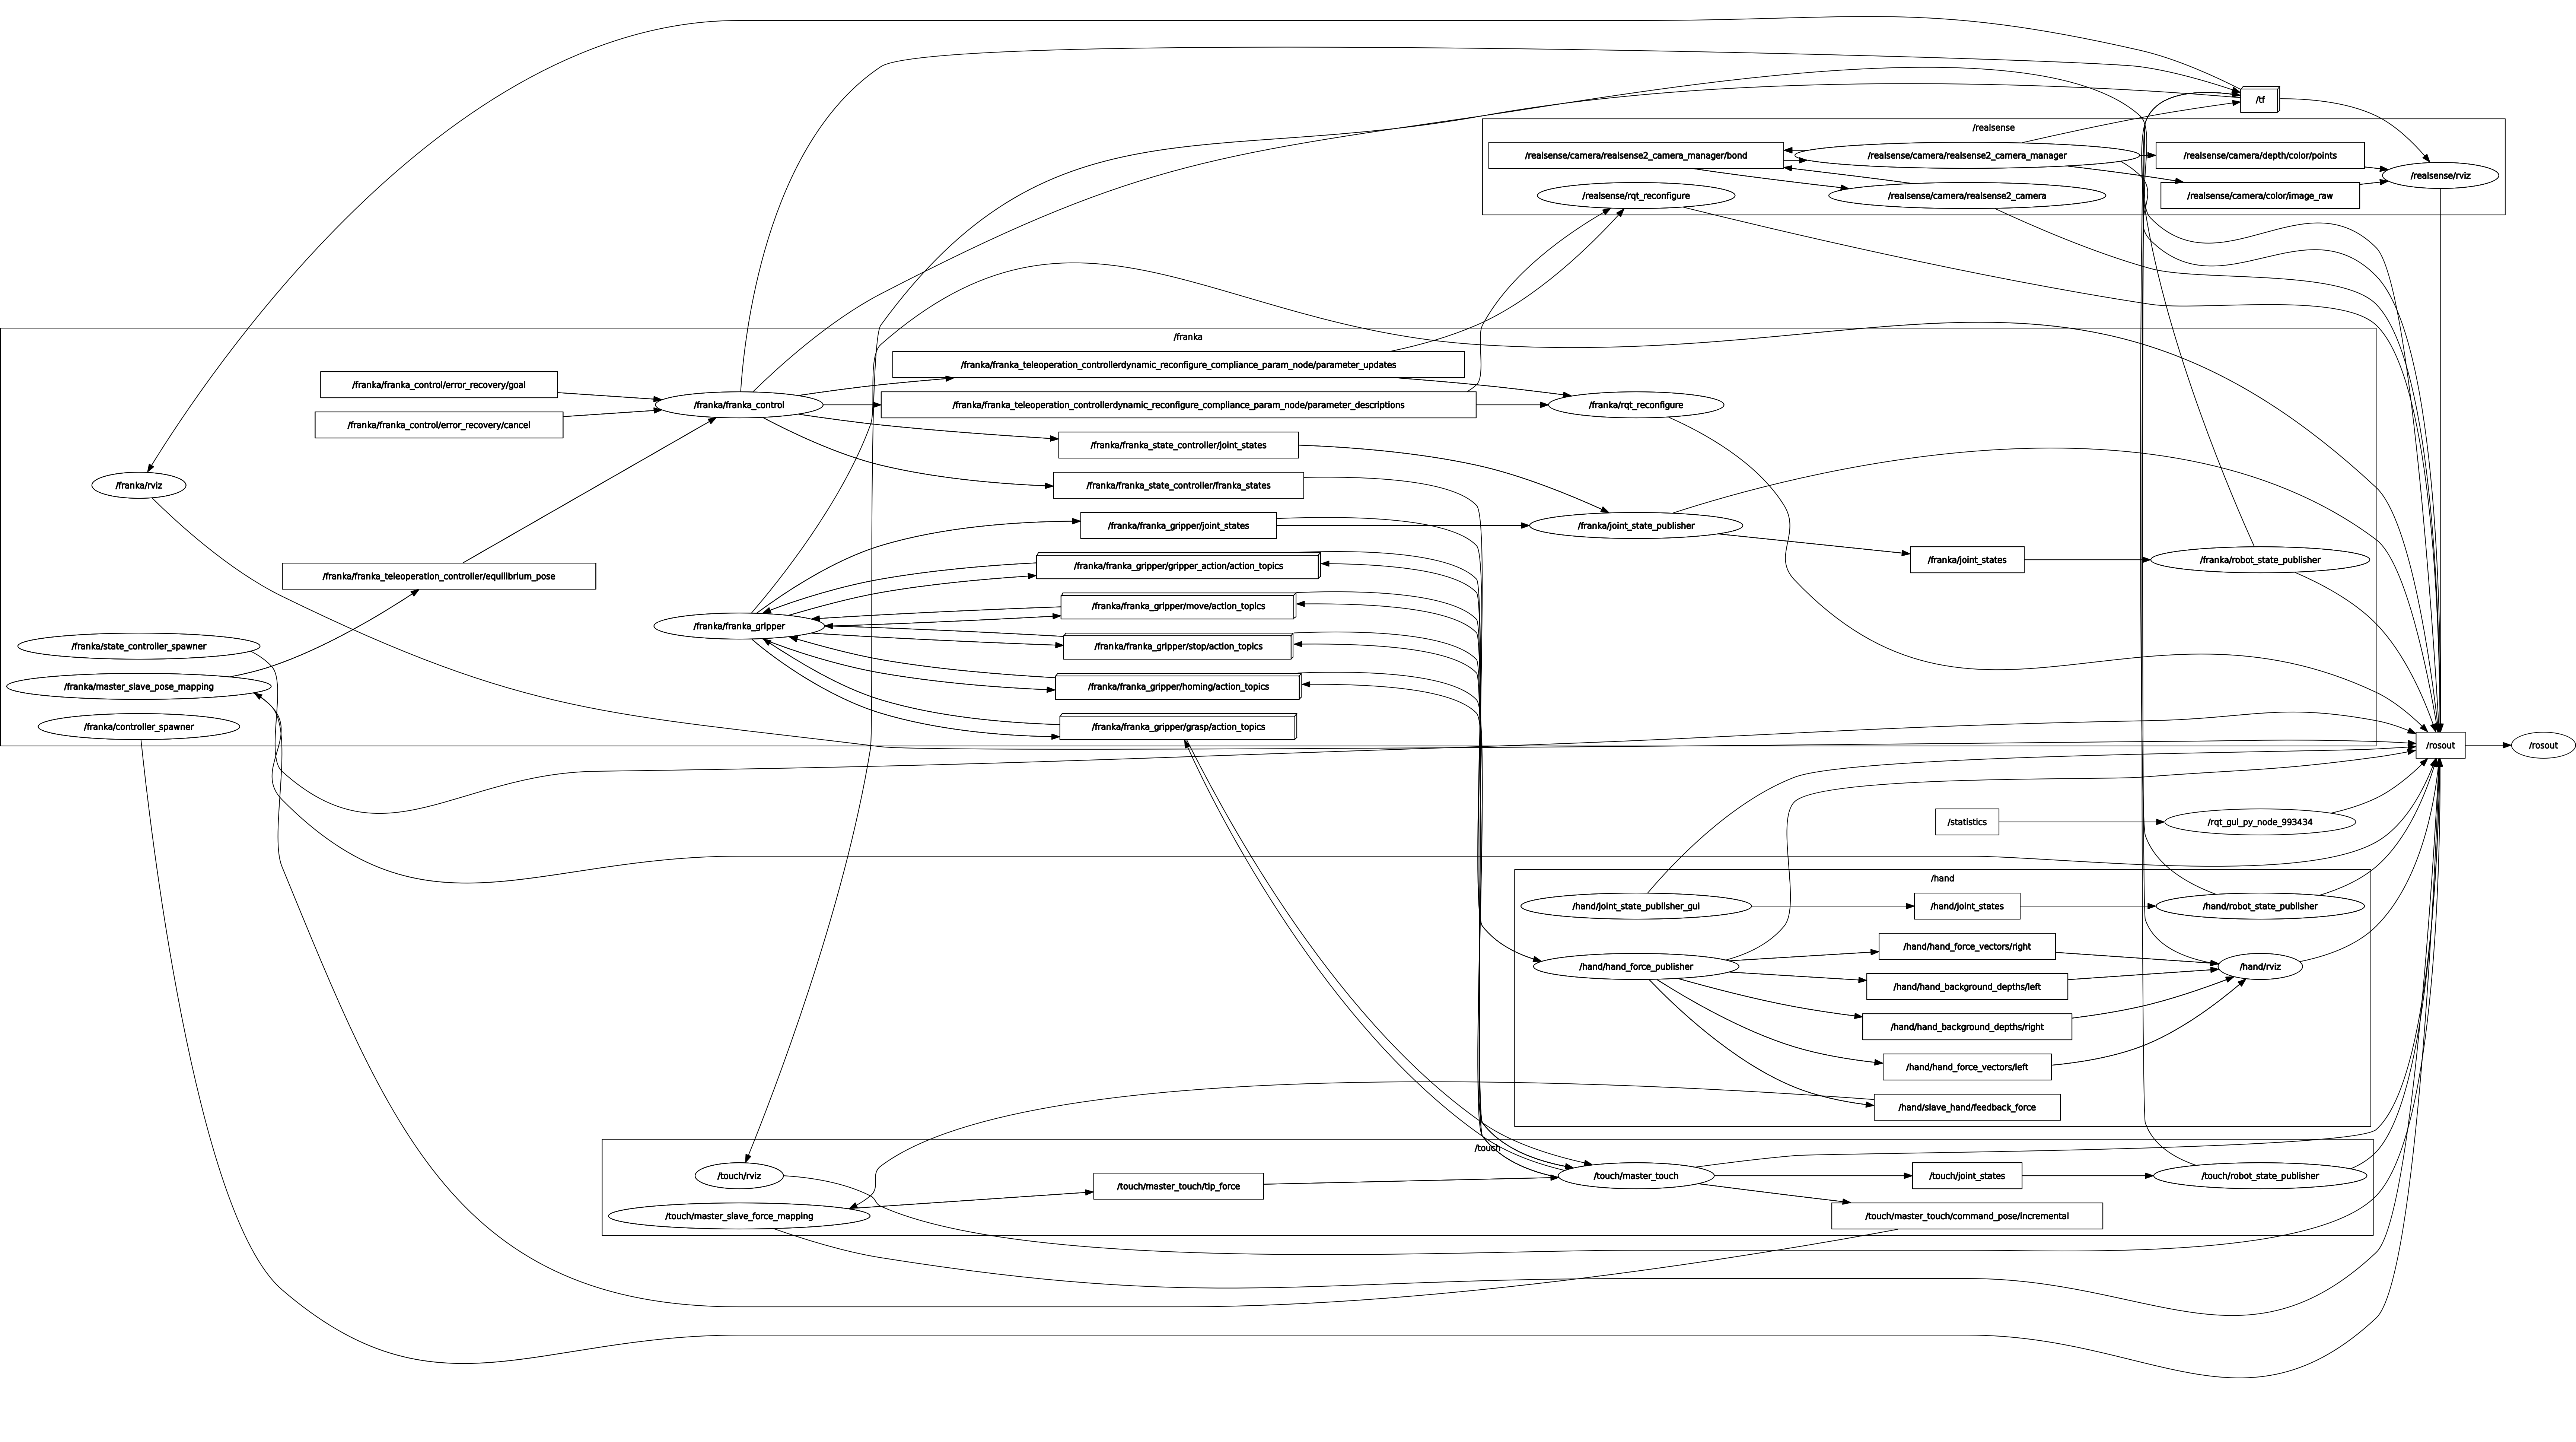 /tf
/realsense
/realsense/camera/realsense2_camera_manager/bond
/realsense/camera/realsense2_camera_manager
/realsense/camera/depth/color/points
/realsense/rviz
/realsense/rqt_reconfigure
/realsense/camera/realsense2_camera
/realsense/camera/color/image_raw
/franka
/franka/franka_teleoperation_controllerdynamic_reconfigure_compliance_param_node/parameter_updates
/franka/franka_control/error_recovery/goal
/franka/franka_control
/franka/franka_teleoperation_controllerdynamic_reconfigure_compliance_param_node/parameter_descriptions
/franka/rqt_reconfigure
/franka/franka_control/error_recovery/cancel
/franka/franka_state_controller/joint_states
/franka/rviz
/franka/franka_state_controller/franka_states
/franka/franka_gripper/joint_states
/franka/joint_state_publisher
/franka/joint_states
/franka/robot_state_publisher
/franka/franka_teleoperation_controller/equilibrium_pose
/franka/franka_gripper/gripper_action/action_topics
/franka/franka_gripper/move/action_topics
/franka/franka_gripper
/franka/state_controller_spawner
/franka/franka_gripper/stop/action_topics
/franka/master_slave_pose_mapping
/franka/franka_gripper/homing/action_topics
/franka/controller_spawner
/franka/franka_gripper/grasp/action_topics
/rosout
/rosout
/statistics
/rqt_gui_py_node_993434
/hand
/hand/joint_state_publisher_gui
/hand/joint_states
/hand/robot_state_publisher
/hand/hand_force_vectors/right
/hand/hand_force_publisher
/hand/rviz
/hand/hand_background_depths/left
/hand/hand_background_depths/right
/hand/hand_force_vectors/left
/hand/slave_hand/feedback_force
/touch
/touch/rviz
/touch/master_touch/tip_force
/touch/master_touch
/touch/joint_states
/touch/robot_state_publisher
/touch/master_slave_force_mapping
/touch/master_touch/command_pose/incremental